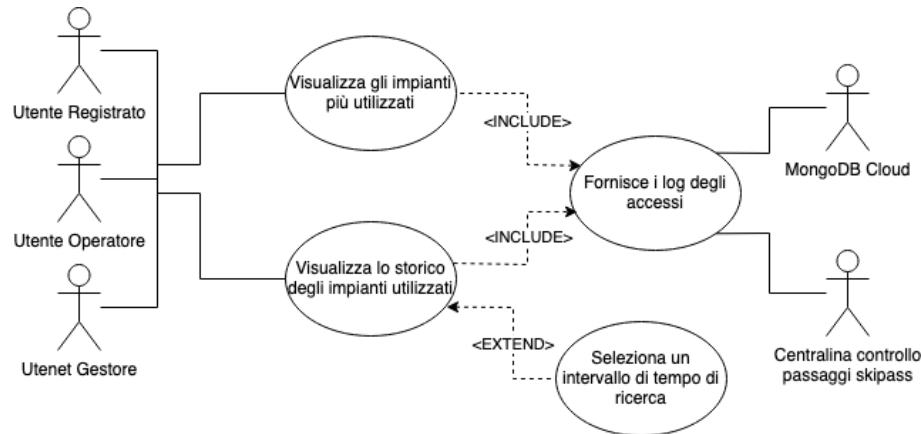 Utente Registrato
Utente Operatore
Utenet Gestore
Visualizza gli impianti
più utilizzati
<INCLUDE>
Visualizza lo storico
degli impianti utilizzati
<INCLUDE>
<EXTEND>
Fornisce i log degli
accessi
Seleziona un
intervallo di tempo di
ricerca
MongoDB Cloud
Centralina controllo
passaggi skipass